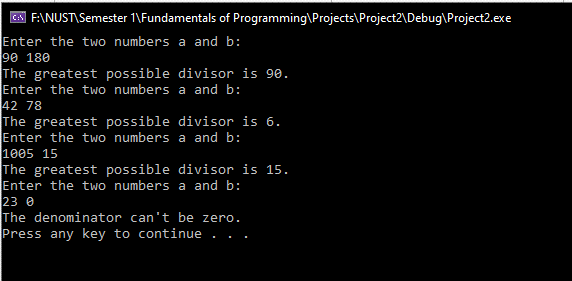 F:\NUST\Semester 1\Fundamentals of Programming\Projects\Project2\Debug\Project2.exe
Enter the two numbers a and b:
90 180
The greatest possible divisor is 90.
Enter the two numbers a and b:
42 78
The greatest possible divisor is 6.
Enter the two numbers a and b:
1005 15
The greatest possible divisor is 15.
Enter the two numbers a and b:
23 0
The denominator can't be zero.
Press any key to continue . . .